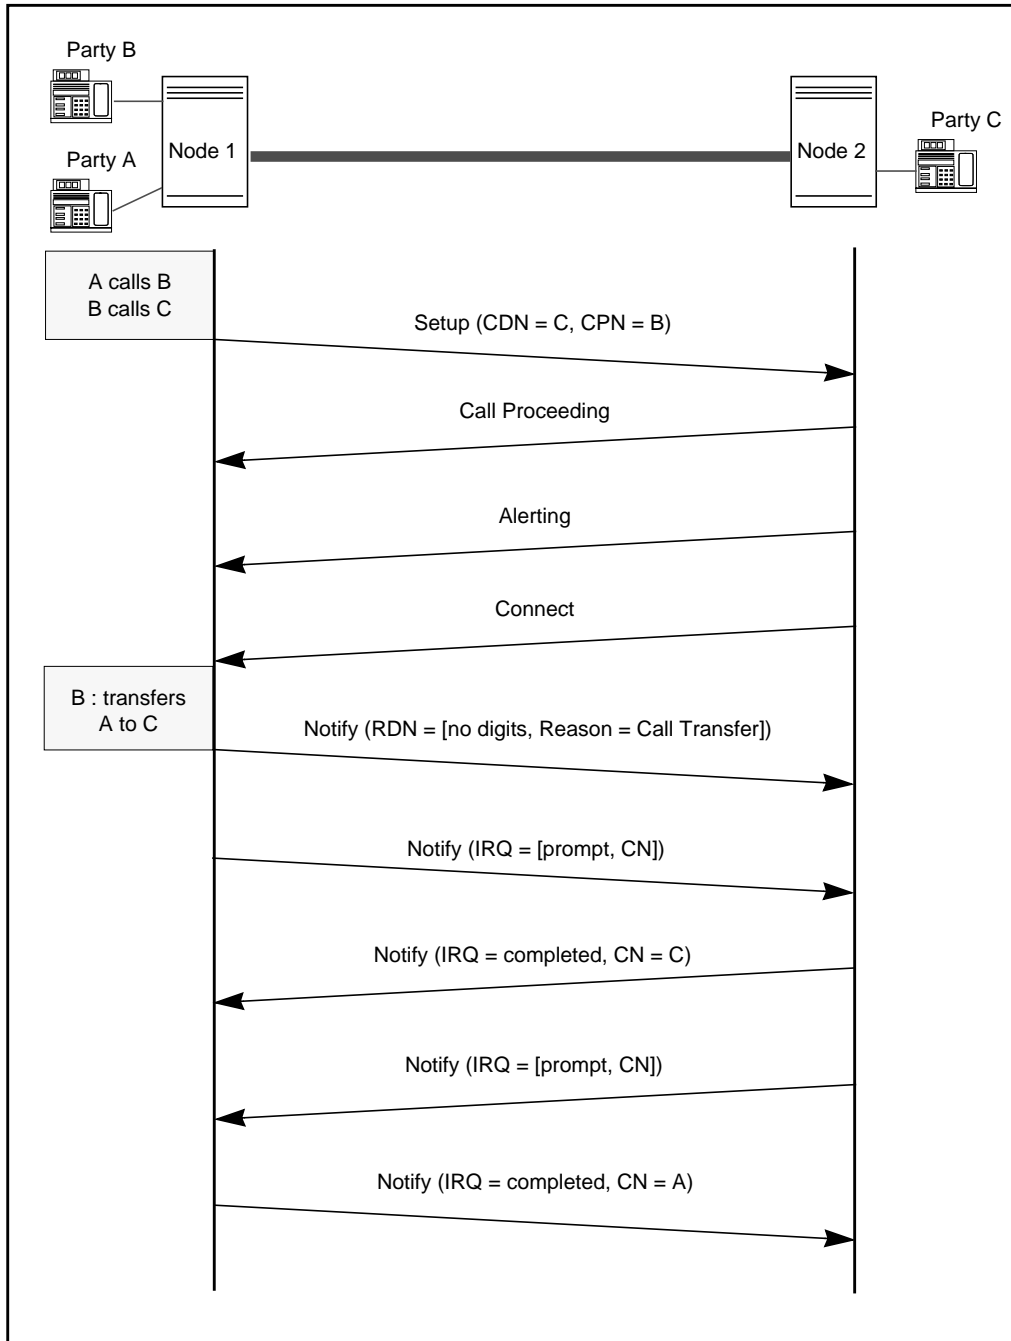 Party B
Party C
Node 1
Node 2
Party A
A calls B
B calls C
Setup (CDN = C, CPN = B)
Call Proceeding
Alerting
Connect
B : transfers
A to C
Notify (RDN = [no digits, Reason = Call Transfer])
Notify (IRQ = [prompt, CN])
Notify (IRQ = completed, CN = C)
Notify (IRQ = [prompt, CN])
Notify (IRQ = completed, CN = A)